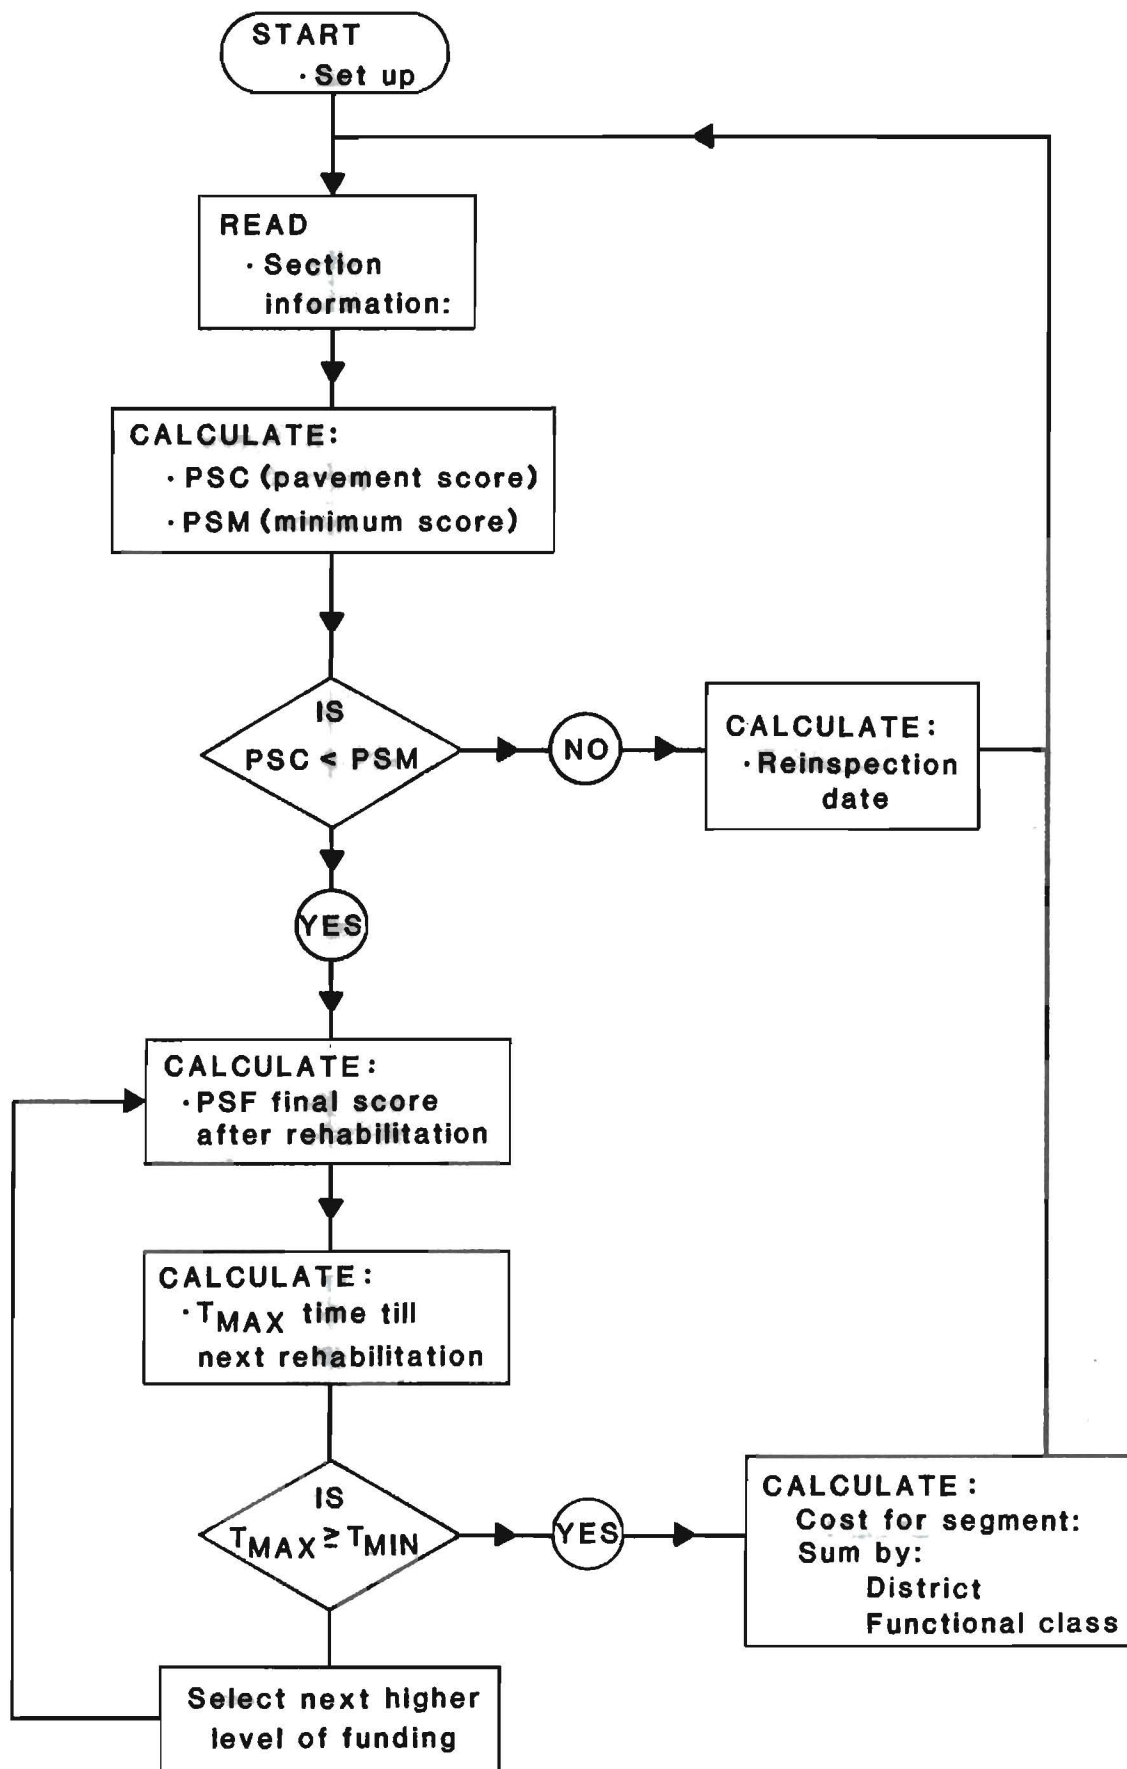 START
· Set up
READ
· Section
information:
CALCULATE:
· PSC (pavement score)
· PSM (minimum score)
IS
PSC < PSM
NO
CALCULATE:
· Reinspection
date
YES
CALCULATE:
· PSF final score
after rehabilitation
CALCULATE:
· TMAX time till
next rehabilitation
IS
TMAX ≥ TMIN
YES
CALCULATE:
Cost for segment:
Sum by:
District
Functional class
Select next higher
level of funding